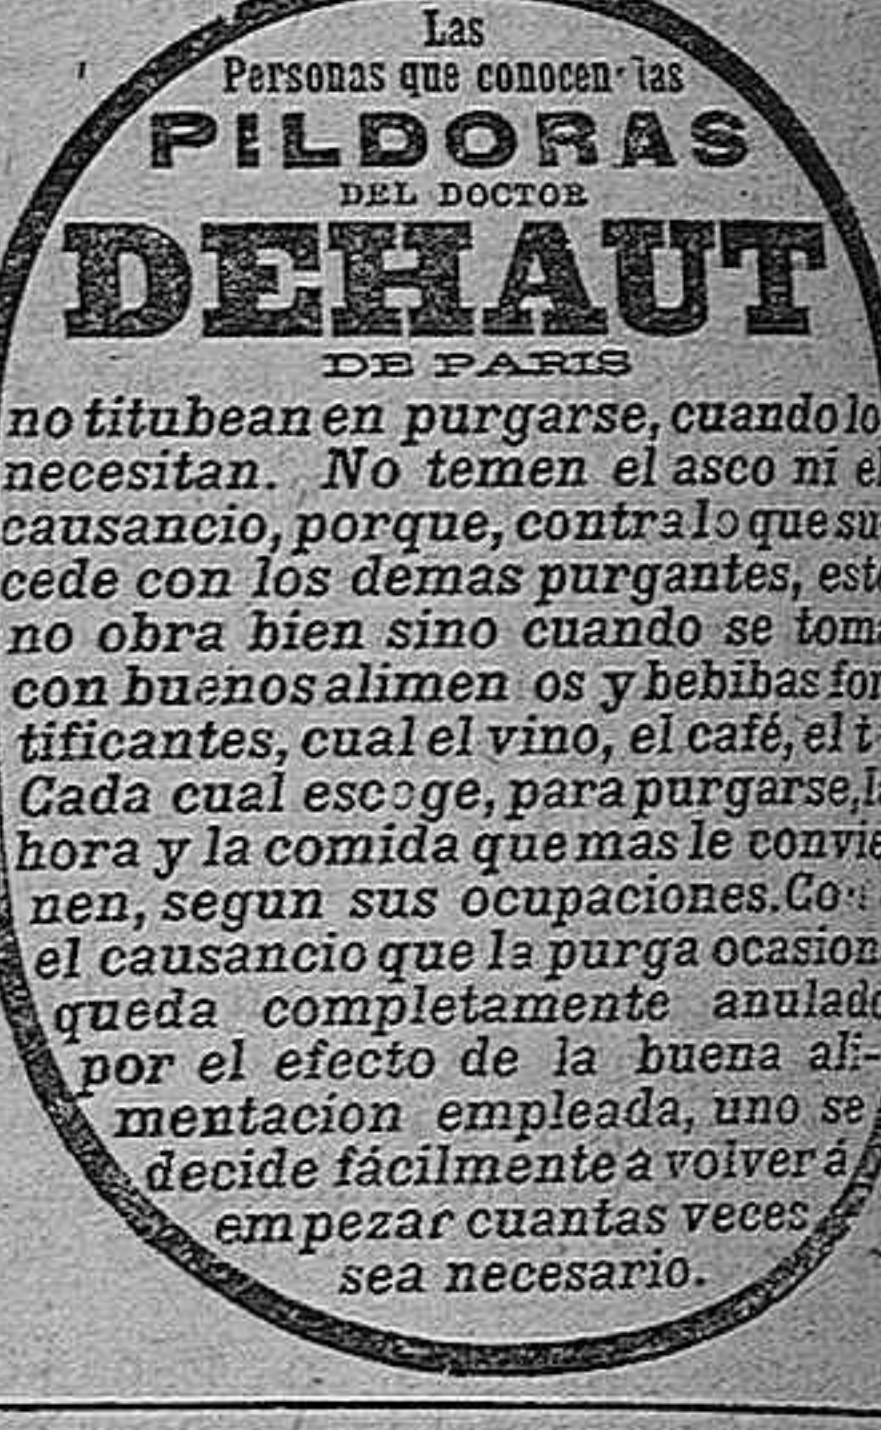 Las
Personas que conocen las
PILDORAS
DEL DOCTOR
DEHAUT
DE PARIS
no titubean en purgarse, cuando lo
necesitan. No temen el asco ni el
causancio, porque, contra lo que su-
cede con los demas purgantes, este
no obra bien sino cuando se toma
con buenos alimen os y bebibas for
tificantes, cual el vino, el café, el
Cada cual escoge, para purgarse, la
hora y la comida que mas le convie
nen, segun sus ocupaciones.
el causancio que la purga ocasion
queda completamente anulado
por el efecto de la buena ali-
mentacion empleada, uno se
decide fácilmente á volver á
empezar cuantas veces
sea necesario.